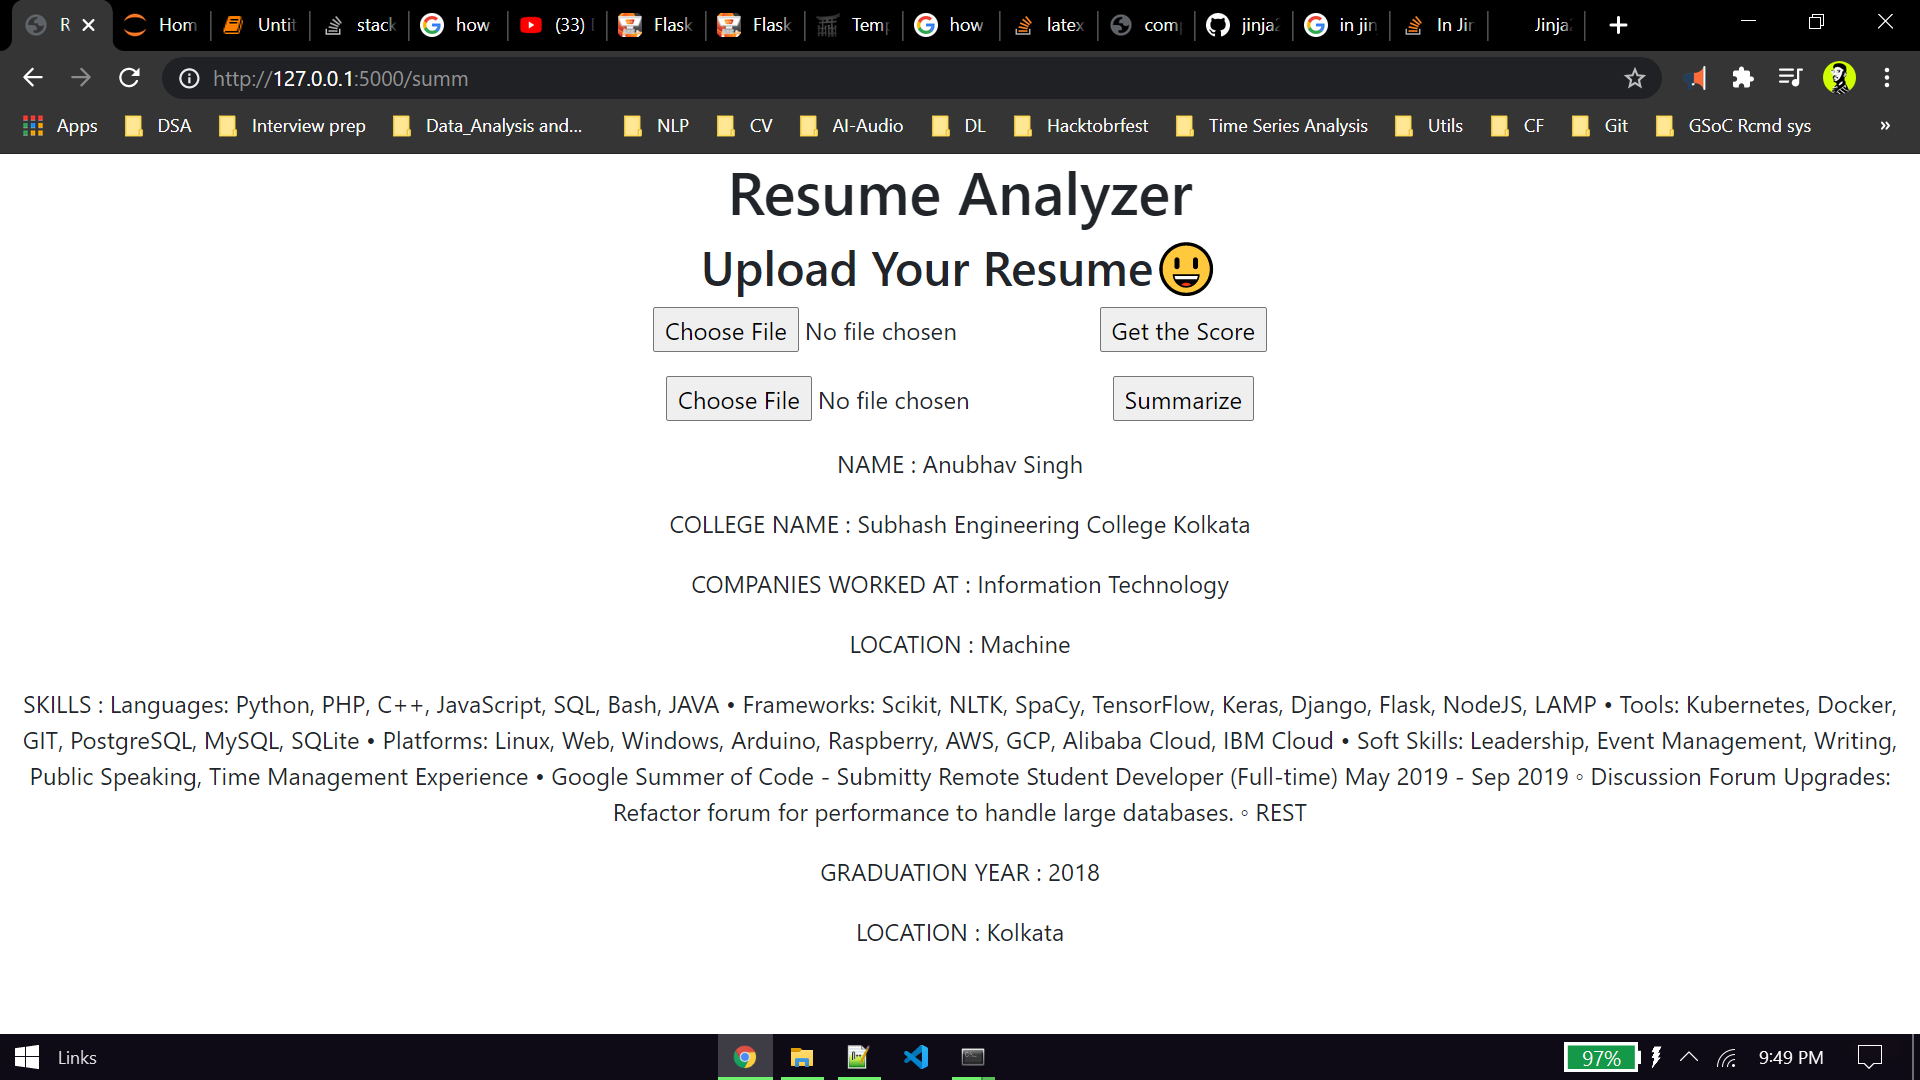 R
Hom
Untit
stack
how
(33)
Flask
Flask
Temp
how
latex
comp
jinja2
in jin
In Jir
Jinja2
http://127.0.0.1:5000/summ
Apps
DSA
Interview prep
Data_Analysis and...
NLP
CV
AI-Audio
DL
Hacktobrfest
Time Series Analysis
Utils
CF
Git
GSoC Rcmd sys
»
Resume Analyzer
Upload Your Resume😃
Choose File No file chosen Get the Score
Choose File No file chosen Summarize
NAME : Anubhav Singh
COLLEGE NAME : Subhash Engineering College Kolkata
COMPANIES WORKED AT : Information Technology
LOCATION : Machine
SKILLS : Languages: Python, PHP, C++, JavaScript, SQL, Bash, JAVA • Frameworks: Scikit, NLTK, SpaCy, TensorFlow, Keras, Django, Flask, NodeJS, LAMP • Tools: Kubernetes, Docker,
GIT, PostgreSQL, MySQL, SQLite • Platforms: Linux, Web, Windows, Arduino, Raspberry, AWS, GCP, Alibaba Cloud, IBM Cloud • Soft Skills: Leadership, Event Management, Writing,
Public Speaking, Time Management Experience • Google Summer of Code - Submitty Remote Student Developer (Full-time) May 2019 - Sep 2019 ◦ Discussion Forum Upgrades:
Refactor forum for performance to handle large databases. ◦ REST
GRADUATION YEAR : 2018
LOCATION : Kolkata
Links
97%
9:49 PM